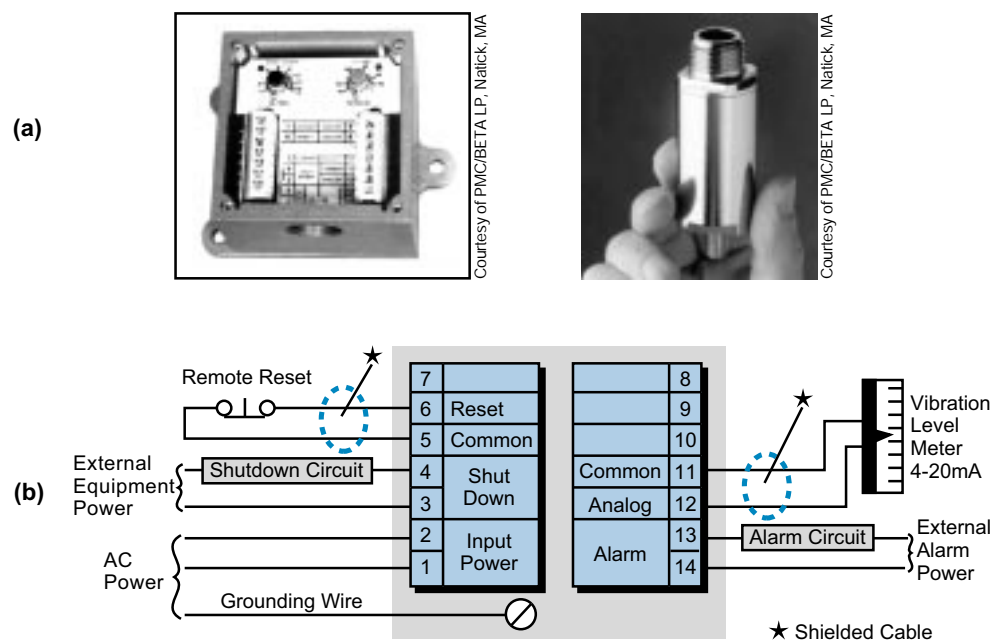 (a)
Courtesy of PMC/BETA LP, Natick, MA
Courtesy of PMC/BETA LP, Natick, MA
(b)
Remote Reset
External
Equipment
Power
Shutdown Circuit
AC
Power
Grounding Wire
7
6 Reset
5 Common
4
3
Shut
Down
2
1
Input
Power
8
9
10
Common 11
Analog 12
13
14
Alarm
Vibration
Level
Meter
4-20mA
Alarm Circuit
External
Alarm
Power
★ Shielded Cable